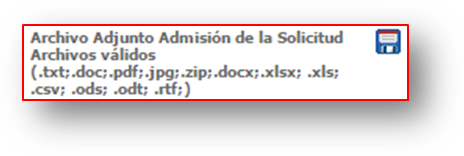 Archivo Adjunto Admisión de la Solicitud
Archivos válidos
(.txt;.doc;.pdf;.jpg;.zip;.docx;.xlsx; .xls;
.csv; .ods; .odt; .rtf;)